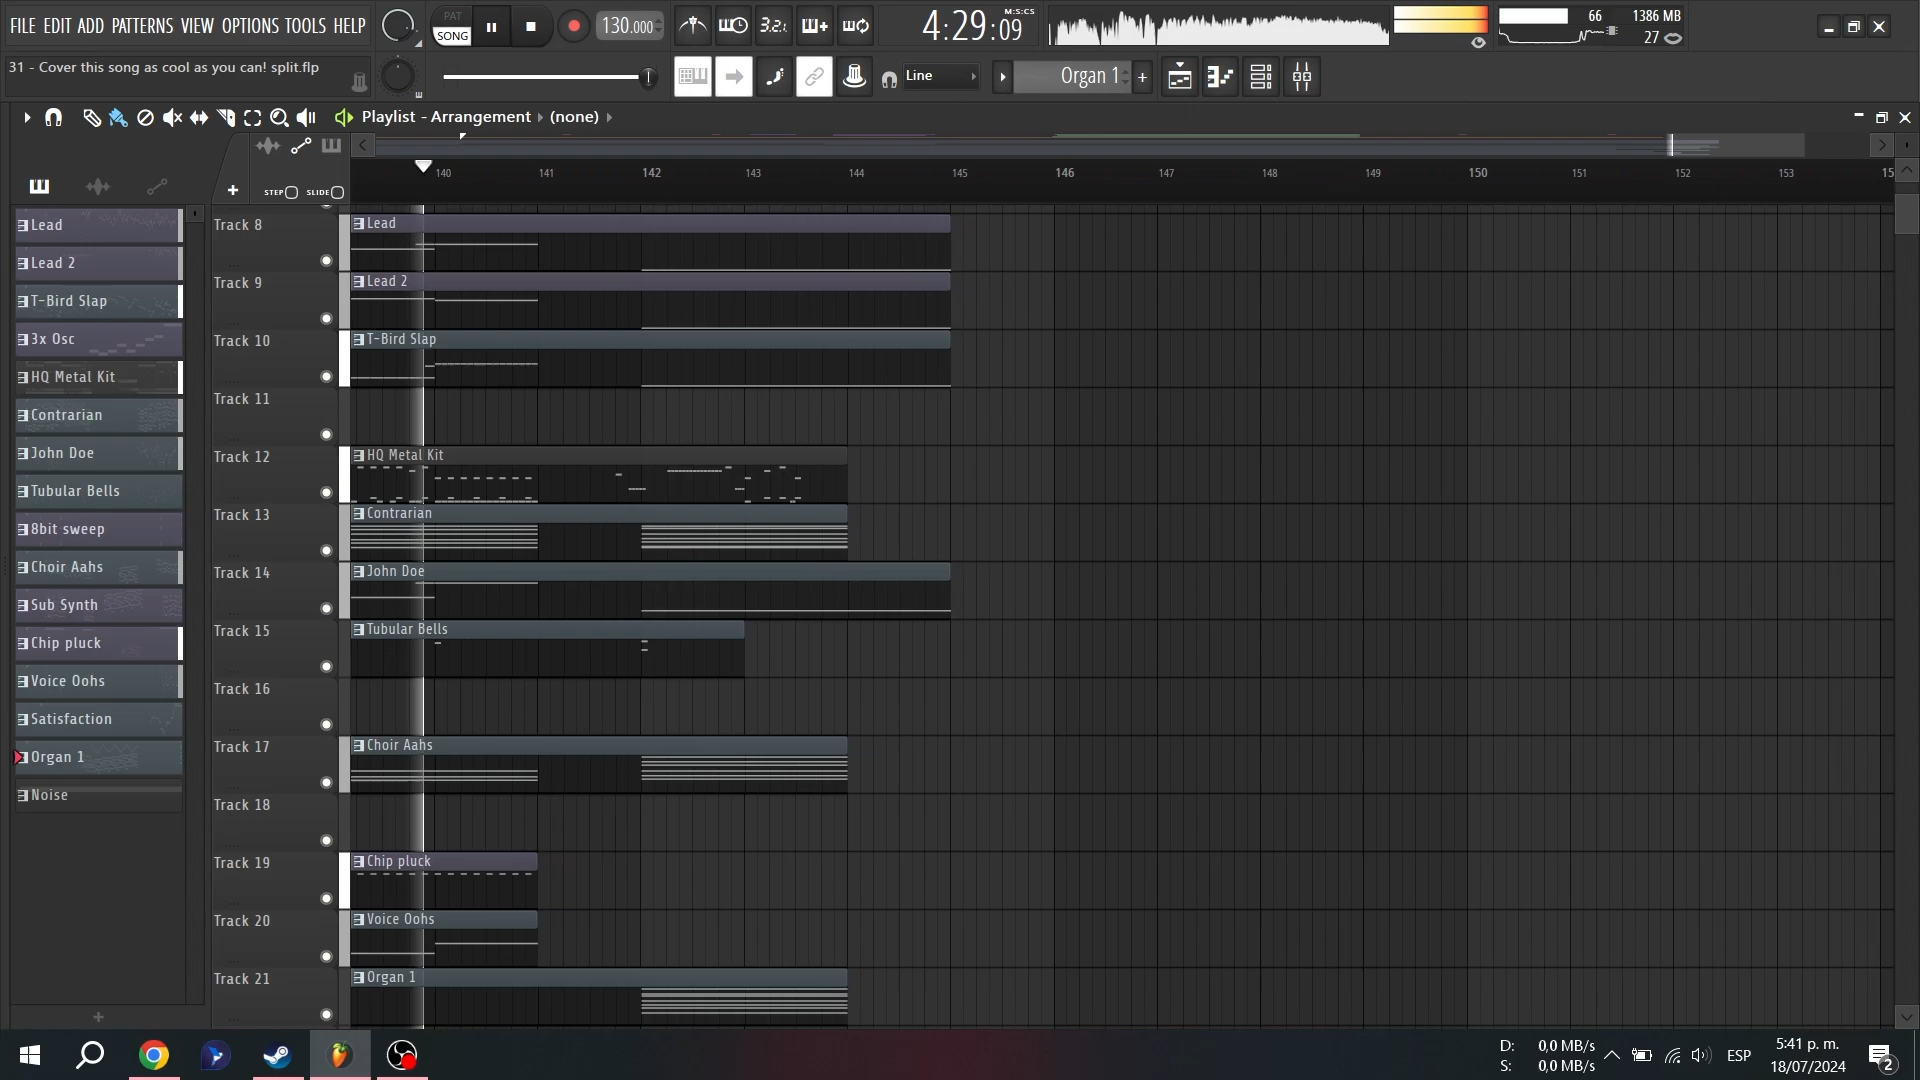 FILE EDIT ADD PATTERNS VIEW OPTIONS TOOLS HELP
PAT
SONG
130.000
3.2.
4:29:09
M:S:CS
66
1386 MB
27
31 - Cover this song as cool as you can! split.flp
Line
Organ 1
Playlist - Arrangement
(none)
STEP
SLIDE
140
141
142
143
144
145
146
147
148
149
150
151
152
153
15
Lead
Lead 2
T-Bird Slap
3x Osc
HQ Metal Kit
Contrarian
John Doe
Tubular Bells
8bit sweep
Choir Aahs
Sub Synth
Chip pluck
Voice Oohs
Satisfaction
Organ 1
Noise
Track 8
Lead
Track 9
Lead 2
Track 10
T-Bird Slap
Track 11
Track 12
HQ Metal Kit
Track 13
Contrarian
Track 14
John Doe
Track 15
Tubular Bells
Track 16
Track 17
Choir Aahs
Track 18
Track 19
Chip pluck
Track 20
Voice Oohs
Track 21
Organ 1
D: 0,0 MB/s
S: 0,0 MB/s
ESP
5:41 p. m.
18/07/2024
2